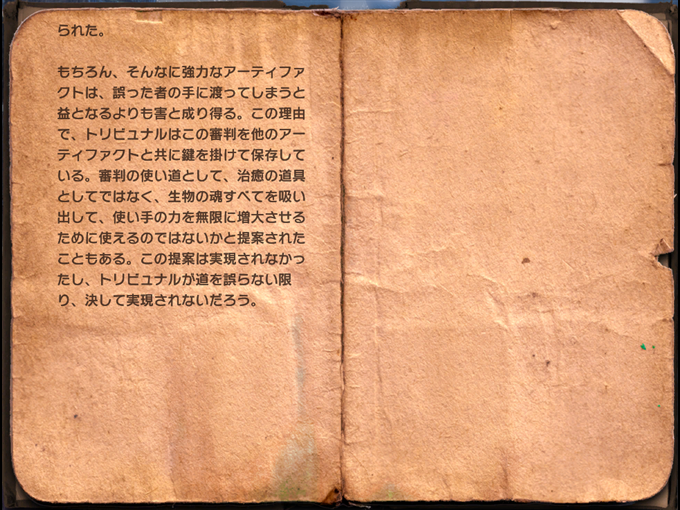 られた。
もちろん、そんなに強力なアーティファ
クトは、誤った者の手に渡ってしまうと
益となるよりも害と成り得る。この理由
で、トリビュナルはこの審判を他のアー
ティファクトと共に鍵を掛けて保存して
いる。審判の使い道として、治癒の道具
としてではなく、生物の魂すべてを吸い
出して、使い手の力を無限に増大させる
ために使えるのではないかと提案された
こともある。この提案は実現されなかっ
たし、トリビュナルが道を誤らない限
り、決して実現されないだろう。